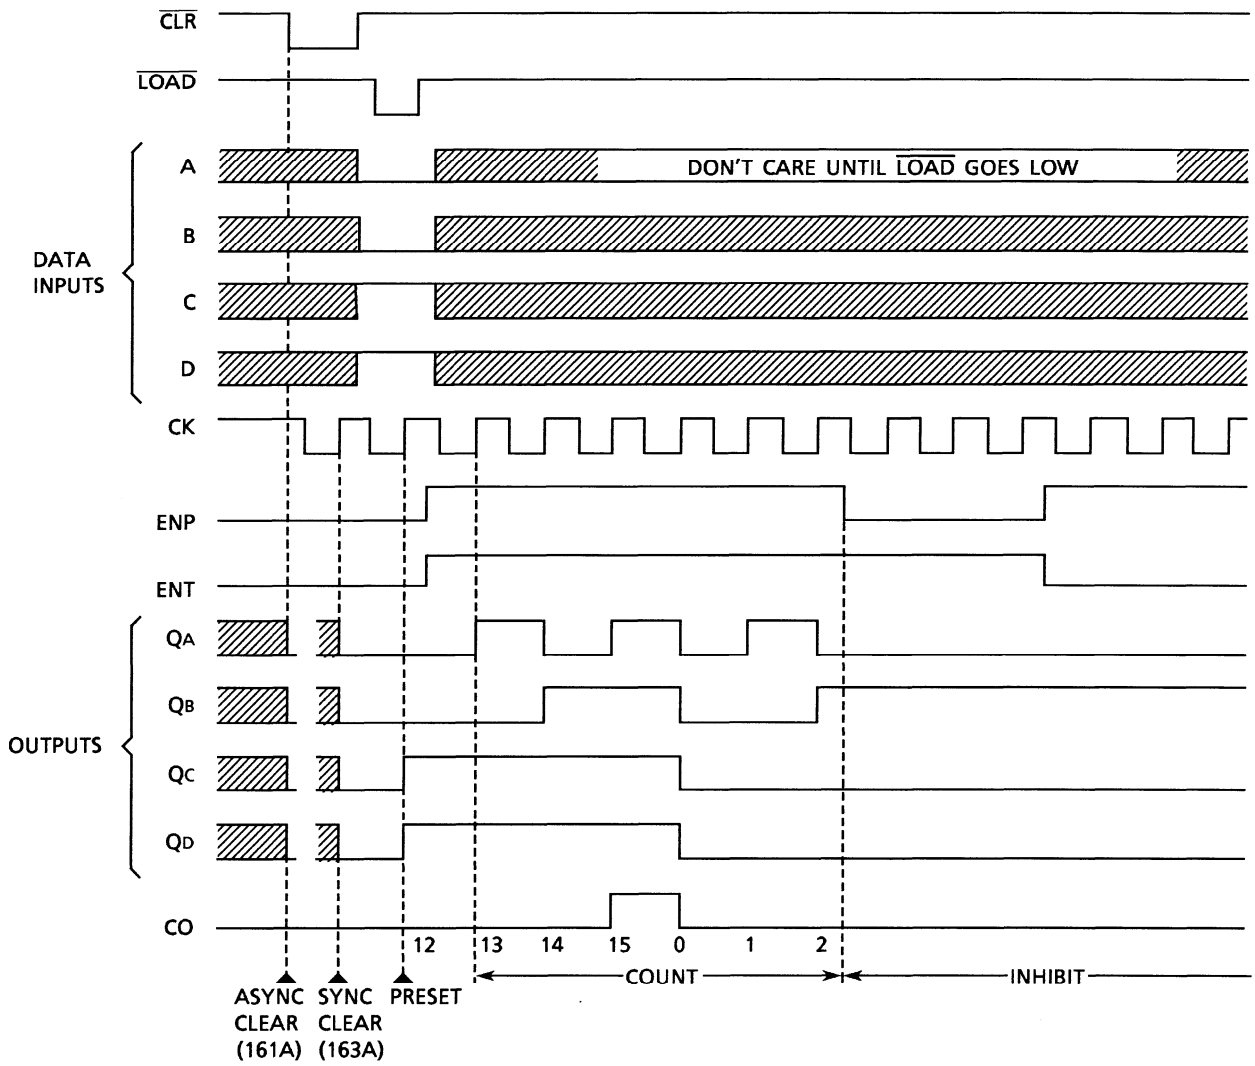 CLR
LOAD
A
DON'T CARE UNTIL LOAD GOES LOW
B
DATA
INPUTS
C
D
CK
ENP
ENT
QA
QB
OUTPUTS
QC
QD
CO
12 13 14 15 0 1 2
COUNT INHIBIT
ASYNC SYNC PRESET
CLEAR CLEAR
(161A) (163A)